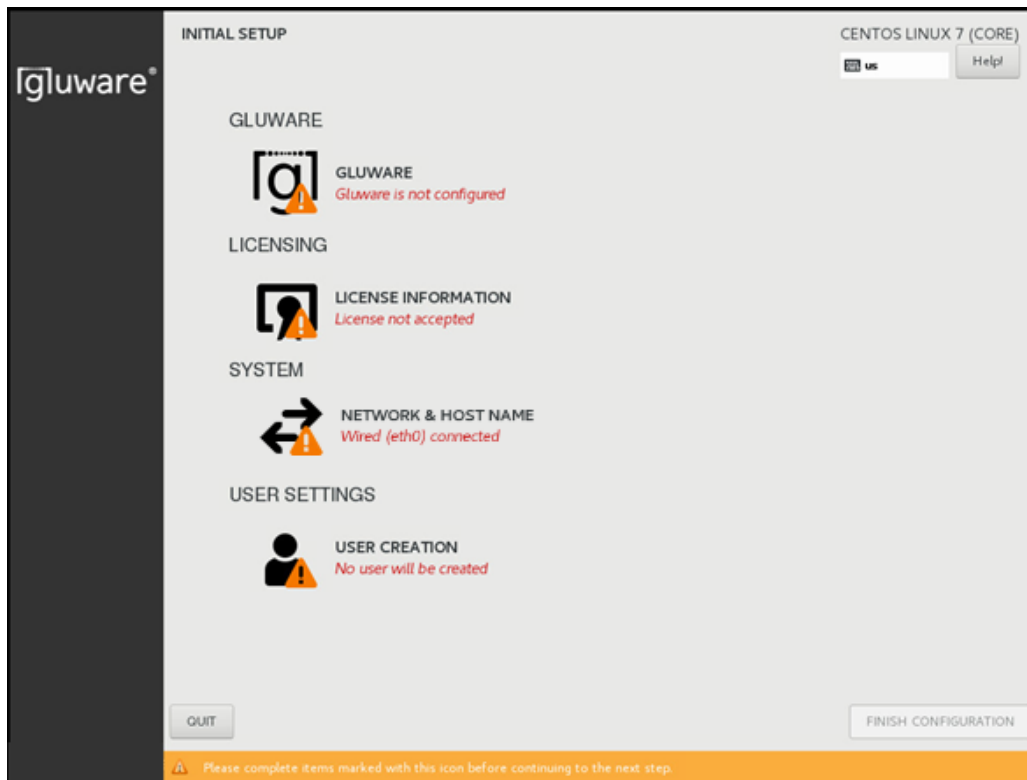 gluware®
INITIAL SETUP
CENTOS LINUX 7 (CORE)
us
Help!
GLUWARE
g
GLUWARE
Gluware is not configured
LICENSING
LICENSE INFORMATION
License not accepted
SYSTEM
NETWORK & HOST NAME
Wired (eth0) connected
USER SETTINGS
USER CREATION
No user will be created
QUIT
FINISH CONFIGURATION
Please complete items marked with this icon before continuing to the next step.